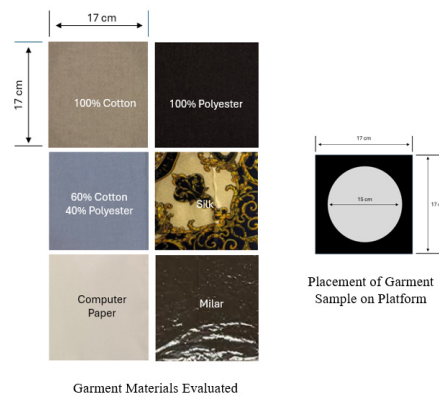 17 cm
17 cm
100% Cotton
100% Polyester
60% Cotton
40% Polyester
Silk
Computer
Paper
Milar
Garment Materials Evaluated
17 cm
15 cm
17 c
Placement of Garment
Sample on Platform